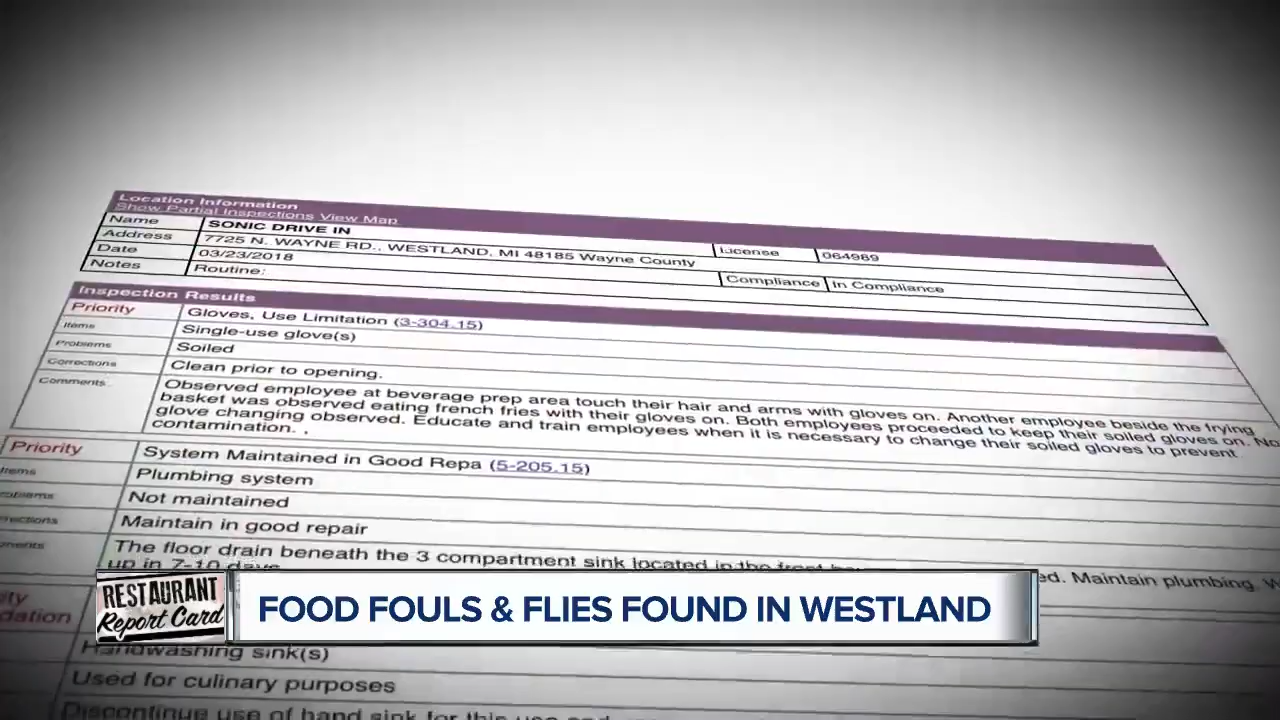 Location Information
Show Partial Inspections View Map
Name SONIC DRIVE IN
Address 7725 N. WAYNE RD., WESTLAND, MI 48185 Wayne County License 064989
Date 03/23/2018
Notes Routine: Compliance In Compliance
Inspection Results
Priority Gloves, Use Limitation (3-304.15)
Items Single-use glove(s)
Problems Soiled
Corrections Clean prior to opening.
Comments Observed employee at beverage prep area touch their hair and arms with gloves on. Another employee beside the frying
basket was observed eating french fries with their gloves on. Both employees proceeded to keep their soiled gloves on. No
glove changing observed. Educate and train employees when it is necessary to change their soiled gloves to prevent
contamination. ,
Priority System Maintained in Good Repa (5-205.15)
Items Plumbing system
Not maintained
Maintain in good repair
The floor drain beneath the 3 compartment sink located in the front
up in 7-10 days
ed. Maintain plumbing.
RESTAURANT
Report Card
FOOD FOULS & FLIES FOUND IN WESTLAND
dation
Handwashing sink(s)
Used for culinary purposes
Discontinue use of hand sink for this use and